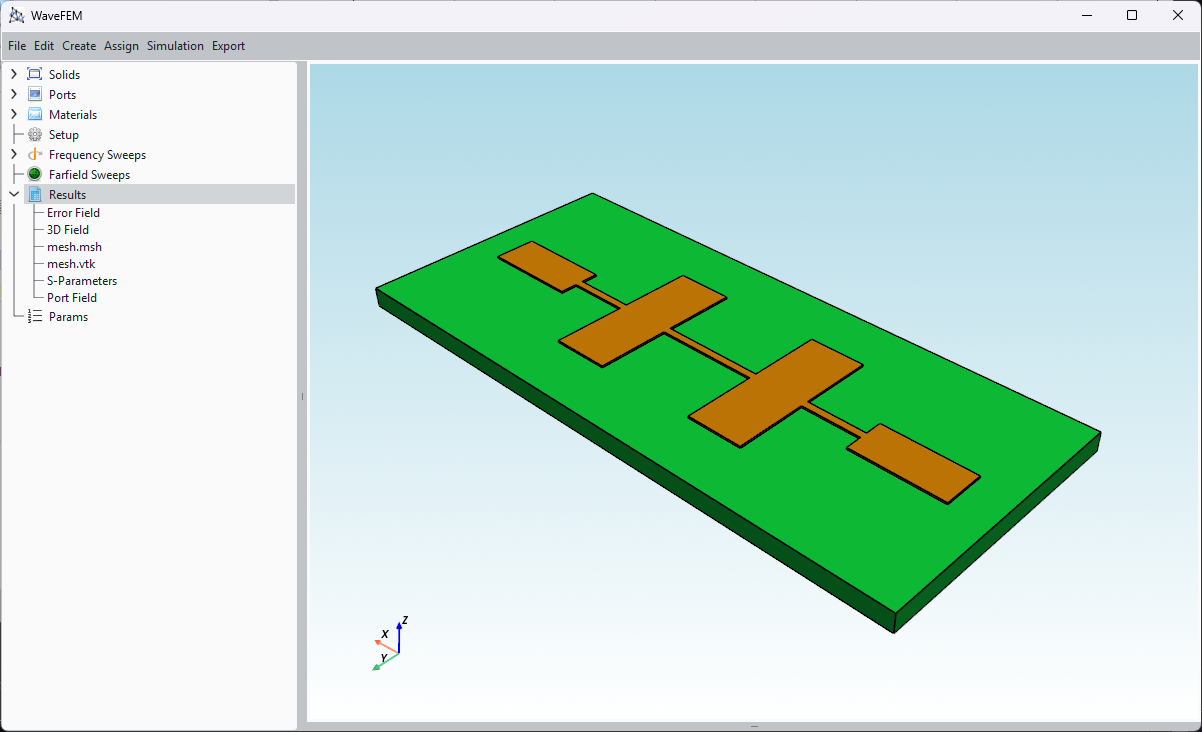 WaveFEM
File Edit Create Assign Simulation Export
Solids
Ports
Materials
Setup
Frequency Sweeps
Farfield Sweeps
Results
Error Field
3D Field
mesh.msh
mesh.vtk
S-Parameters
Port Field
Params
Z
X
Y